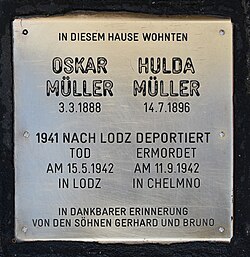 IN DIESEM HAUSE WOHNTEN
OSKAR HULDA
MÜLLER MÜLLER
3.3.1888 14.7.1896
1941 NACH LODZ DEPORTIERT
TOD ERMORDET
AM 15.5.1942 AM 11.9.1942
IN LODZ IN CHELMNO
IN DANKBARER ERINNERUNG
VON DEN SÖHNEN GERHARD UND BRUNO